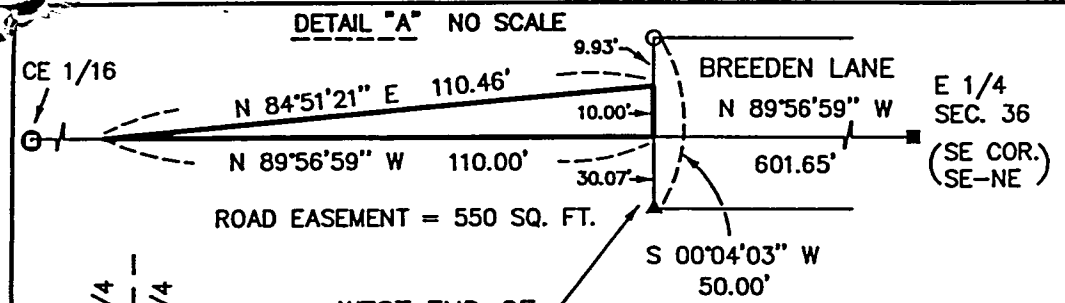 DETAIL "A" NO SCALE
CE 1/16
N 84°51'21" E 110.46'
9.93'
BREEDEN LANE
10.00'
N 89°56'59" W
E 1/4
SEC. 36
(SE COR.)
(SE-NE)
N 89°56'59" W 110.00'
601.65'
30.07'
ROAD EASEMENT = 550 SQ. FT.
S 00°04'03" W
50.00'
/4
/4
WEST END OF